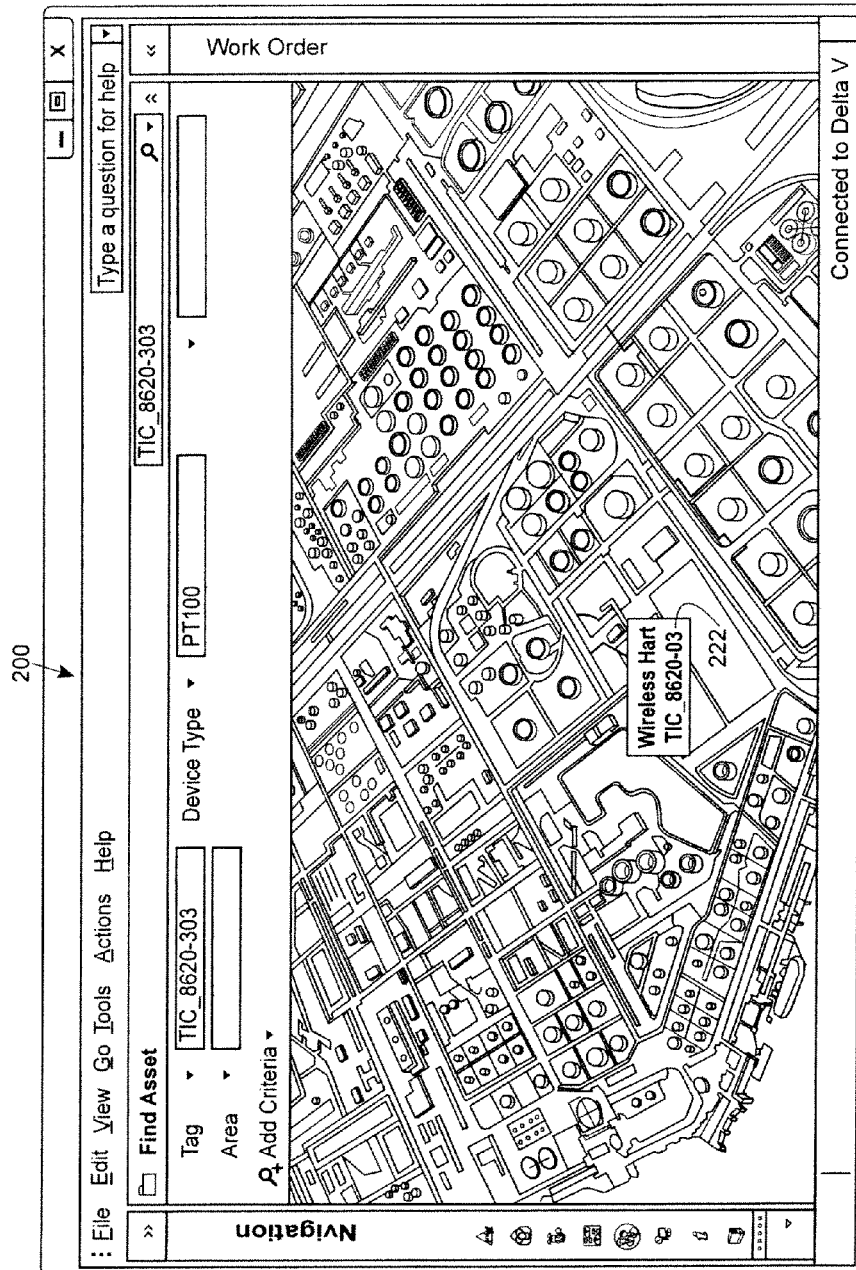 200
Type a question for help
: File Edit View Go Tools Actions Help
Find Asset
TIC_8620-303
Tag
TIC_8620-303
Device Type
PT100
Area
Add Criteria
Nvigation
Work Order
Wireless Hart
TIC_8620-03
222
Connected to Delta V